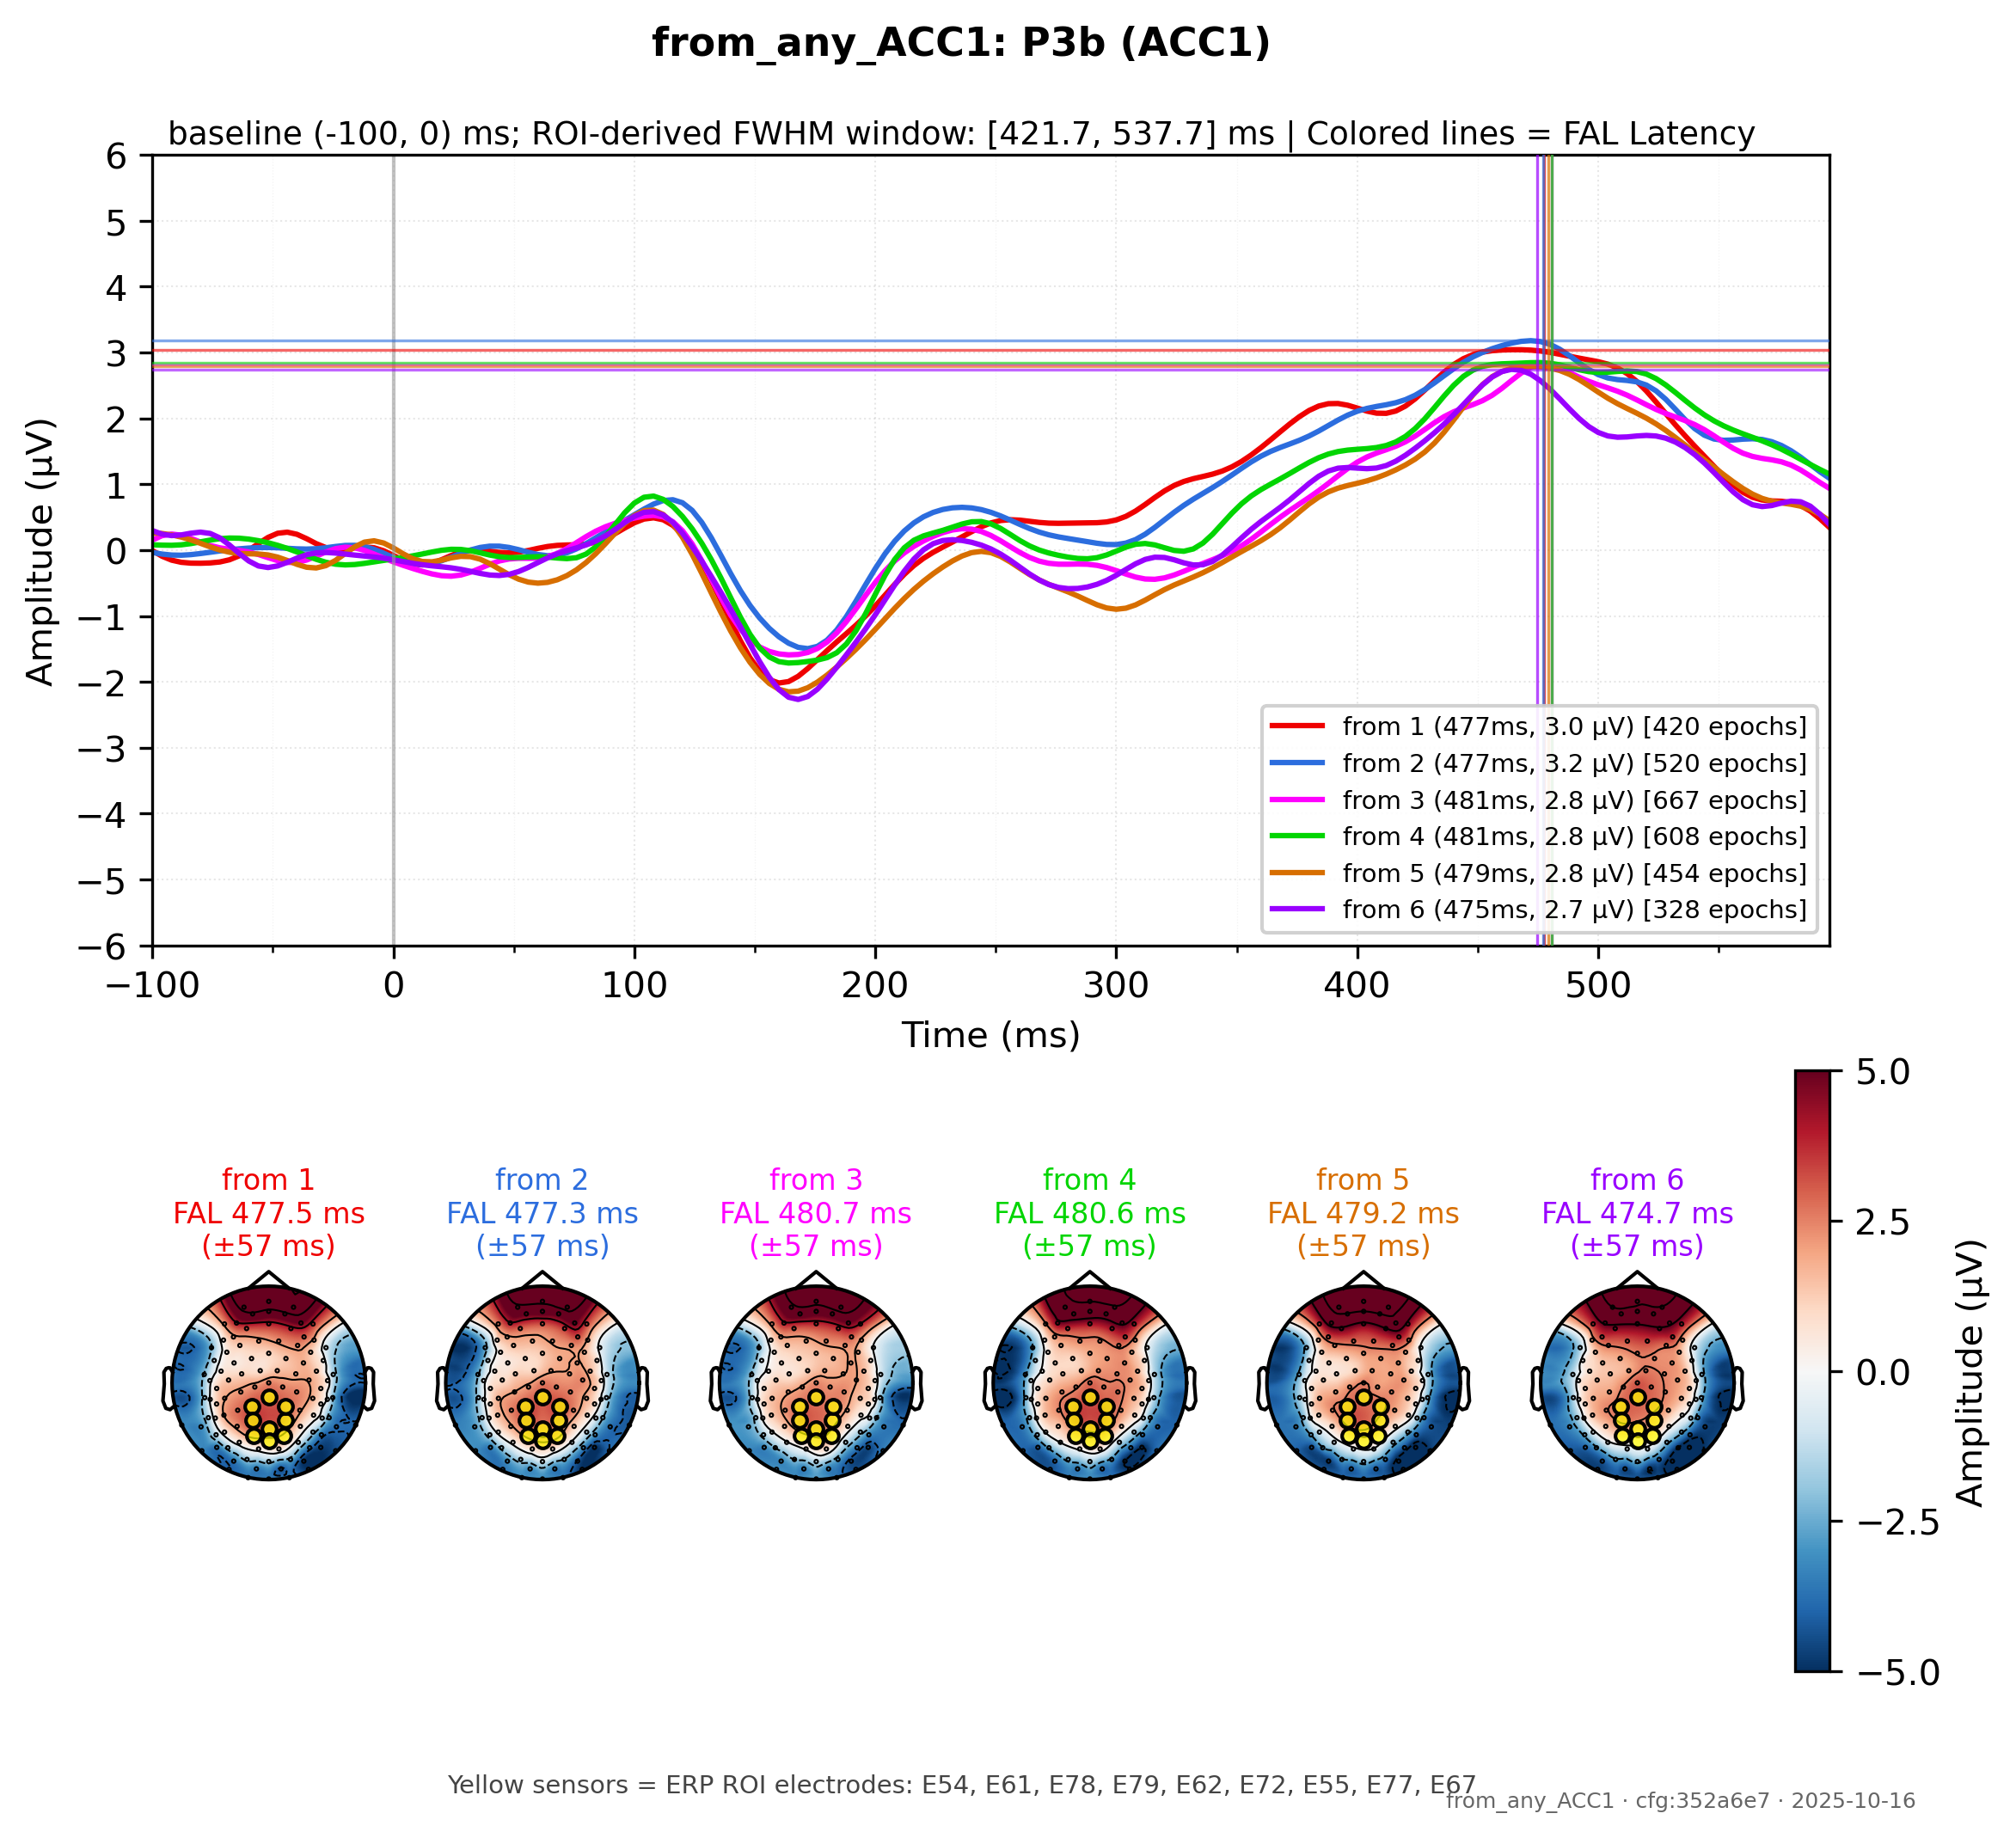 from_any_ACC1: P3b (ACC1)
baseline (-100, 0) ms; ROI-derived FWHM window: [421.7, 537.7] ms | Colored lines = FAL Latency
Amplitude (µV)
6
5
4
3
2
1
0
−1
−2
−3
−4
−5
−6
from 1 (477ms, 3.0 µV) [420 epochs]
from 2 (477ms, 3.2 µV) [520 epochs]
from 3 (481ms, 2.8 µV) [667 epochs]
from 4 (481ms, 2.8 µV) [608 epochs]
from 5 (479ms, 2.8 µV) [454 epochs]
from 6 (475ms, 2.7 µV) [328 epochs]
−100 0 100 200 300 400 500
Time (ms)
from 1
FAL 477.5 ms
(±57 ms)
from 2
FAL 477.3 ms
(±57 ms)
from 3
FAL 480.7 ms
(±57 ms)
from 4
FAL 480.6 ms
(±57 ms)
from 5
FAL 479.2 ms
(±57 ms)
from 6
FAL 474.7 ms
(±57 ms)
5.0
2.5
0.0
−2.5
−5.0
Amplitude (µV)
Yellow sensors = ERP ROI electrodes: E54, E61, E78, E79, E62, E72, E55, E77, E67
from_any_ACC1 · cfg:352a6e7 · 2025-10-16